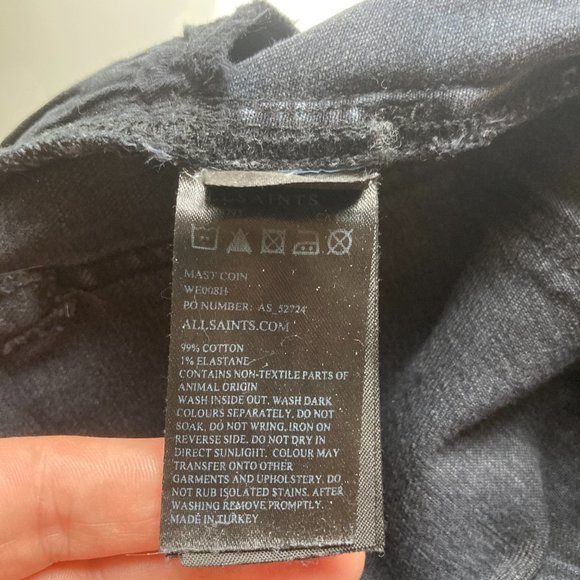 SAINTS
MAST COIN
WE008H
PO NUMBER: AS_52724
ALLSAINTS.COM
99% COTTON
1% ELASTANE
CONTAINS NON-TEXTILE PARTS OF
ANIMAL ORIGIN
WASH INSIDE OUT. WASH DARK
COLOURS SEPARATELY. DO NOT
SOAK, DO NOT WRING. IRON ON
REVERSE SIDE. DO NOT DRY IN
DIRECT SUNLIGHT. COLOUR MAY
TRANSFER ONTO OTHER
GARMENTS AND UPHOLSTERY. DO
NOT RUB ISOLATED STAINS. AFTER
WASHING REMOVE PROMPTLY.
MADE IN TURKEY